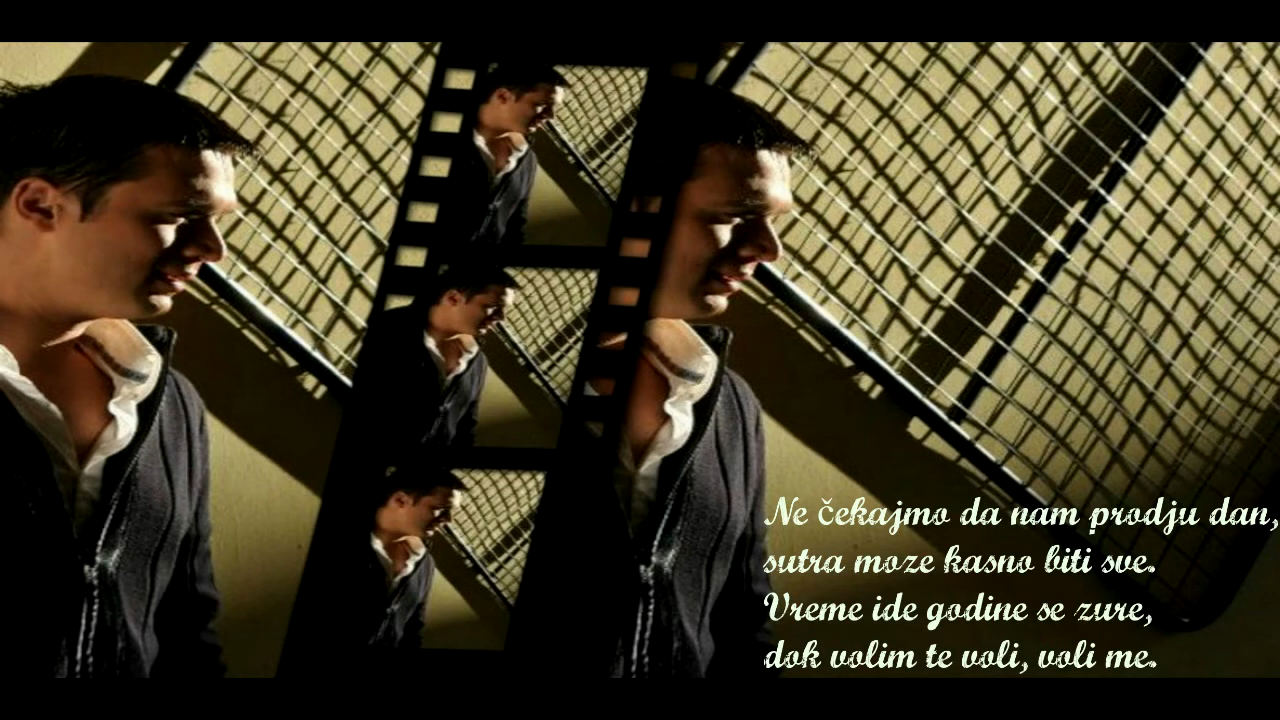 Ne čekajmo da nam prodju dan,
sutra moze kasno biti sve.
Vreme ide godine se zure,
dok volim te voli, voli me.